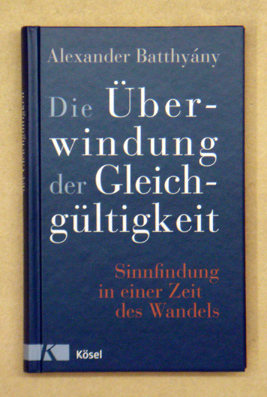 Alexander Batthyány
Die Über-
windung
der Gleich-
gültigkeit
Sinnfindung
in einer Zeit
des Wandels
K Kösel